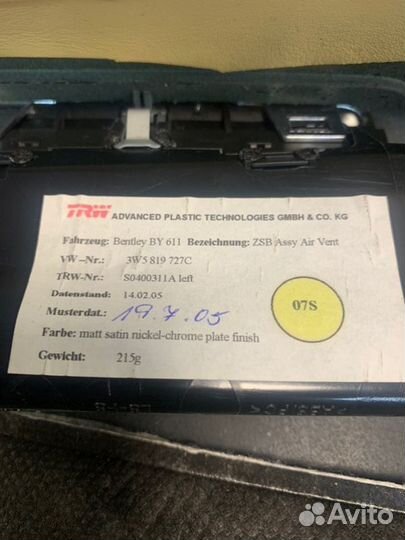 TRW ADVANCED PLASTIC TECHNOLOGIES GMBH & CO. KG
Fahrzeug: Bentley BY 611 Bezeichnung: ZSB Assy Air Vent
VW-Nr.: 3W5 819 727C
TRW-Nr.: S0400311A left
Datenstand: 14.02.05
Musterdat.: 19.7.05
07S
Farbe: matt satin nickel-chrome plate finish
Gewicht: 215g
Avito